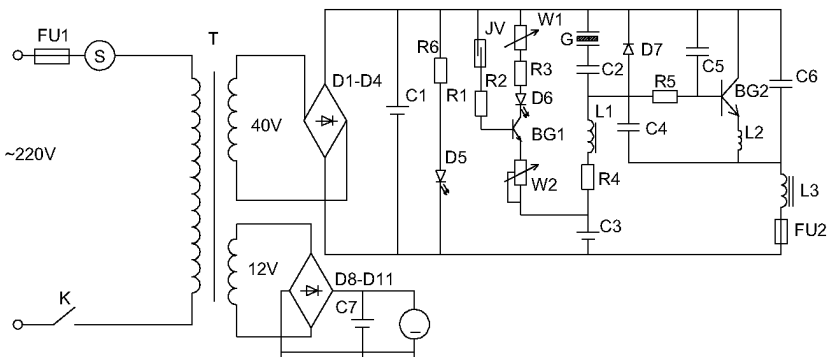 FU1
S
T
~220V
K
40V
12V
D1-D4
D8-D11
C7
C1
R6
R1
D5
JV
R2
W1
R3
D6
BG1
W2
G
C2
L1
R4
C3
D7
R5
C4
C5
BG2
L2
C6
L3
FU2